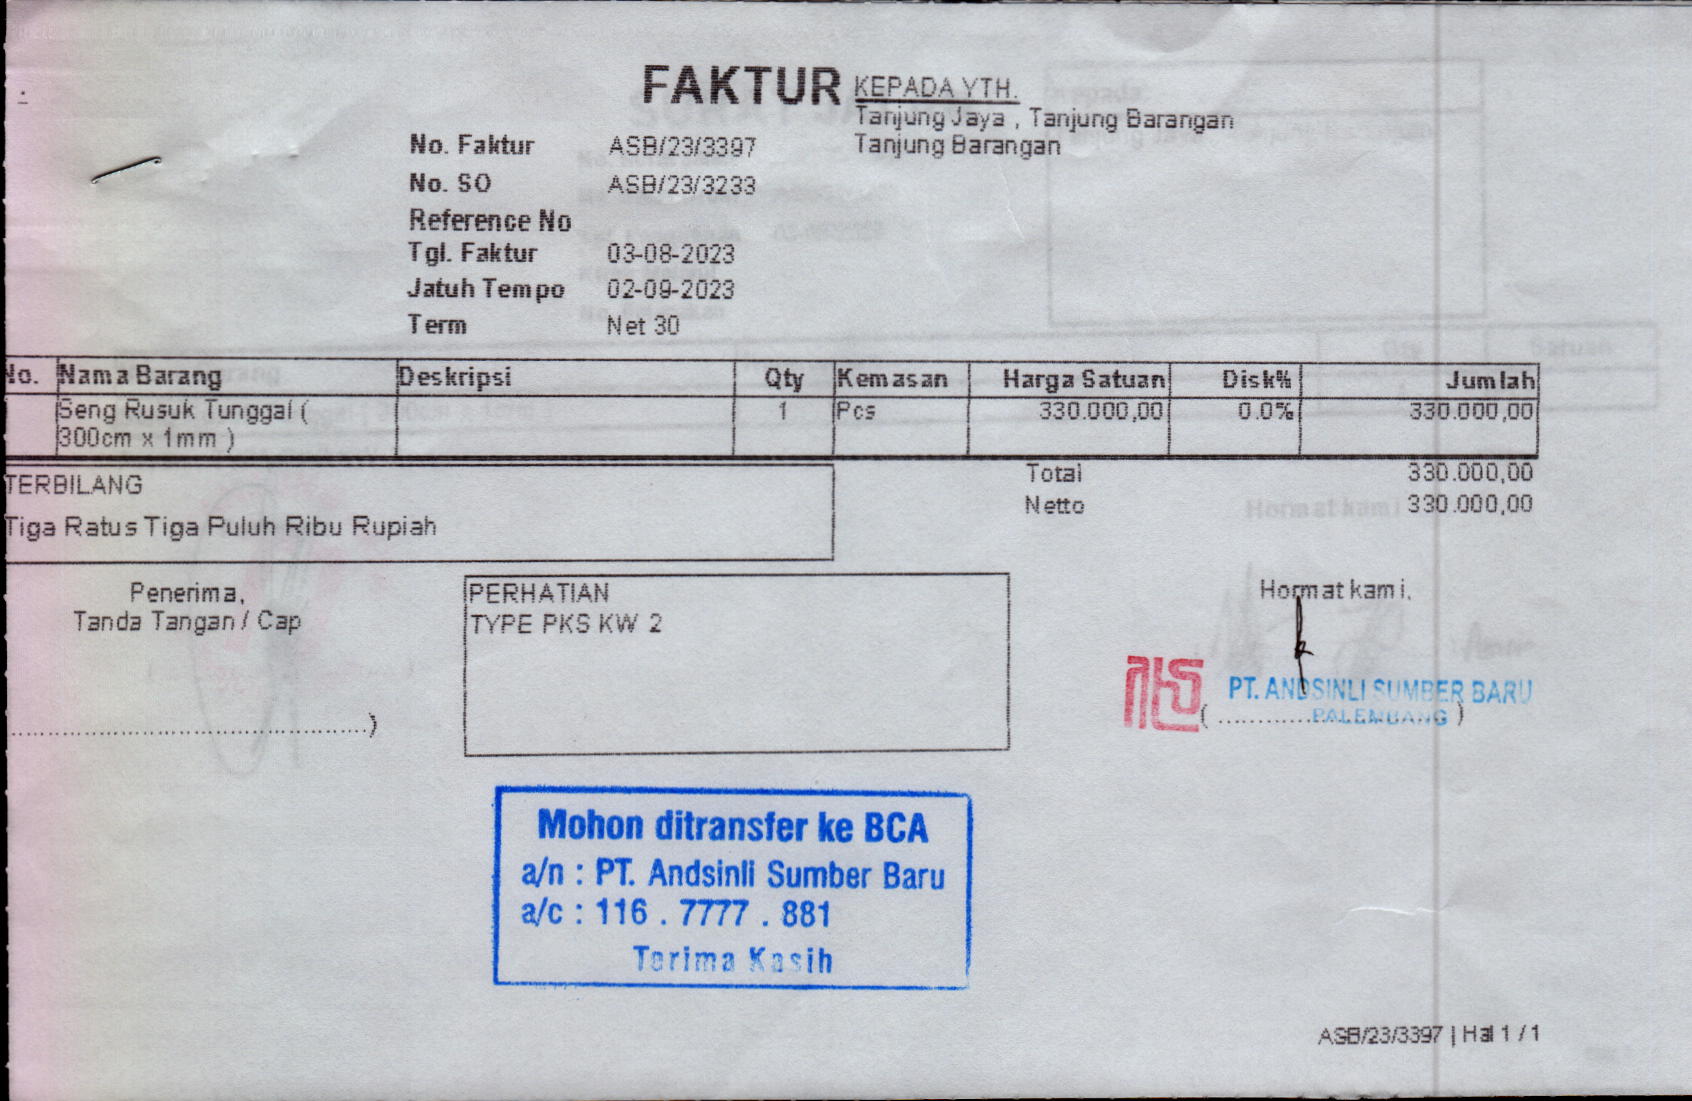 FAKTUR
KEPADA YTH.
Tanjung Jaya , Tanjung Barangan
Tanjung Barangan
No. Faktur ASB/23/3397
No. SO ASB/23/3233
Reference No
Tgl. Faktur 03-08-2023
Jatuh Tempo 02-09-2023
Term Net 30
No. Nama Barang Deskripsi Qty Kemasan Harga Satuan Disk% Jumlah
Seng Rusuk Tunggal ( 1 Pcs 330.000,00 0.0% 330.000,00
300cm x 1mm )
TERBILANG
Tiga Ratus Tiga Puluh Ribu Rupiah
Total 330.000,00
Netto 330.000,00
Penerima,
Tanda Tangan / Cap
PERHATIAN
TYPE PKS KW 2
Hormat kami,
PT. ANDSINLI SUMBER BARU
PALEMBANG
Mohon ditransfer ke BCA
a/n : PT. Andsinli Sumber Baru
a/c : 116 . 7777 . 881
Terima Kasih
ASB/23/3397 | Hal 1 / 1